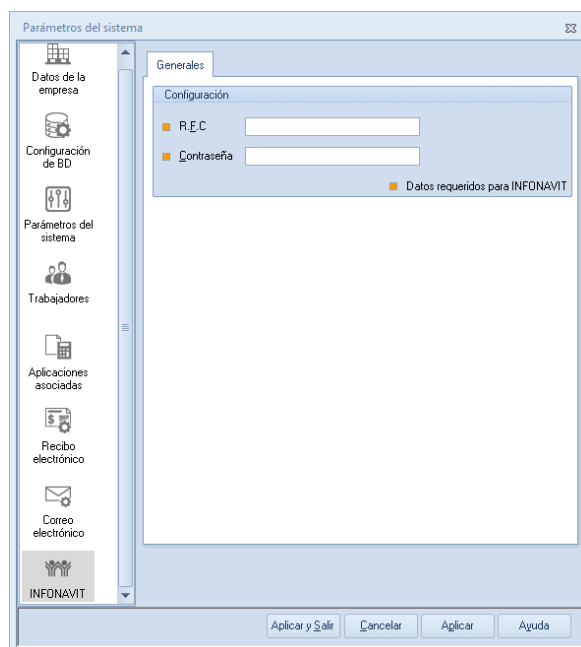 Parámetros del sistema
Datos de la
empresa
Configuración
de BD
Parámetros del
sistema
Trabajadores
Aplicaciones
asociadas
Recibo
electrónico
Correo
electrónico
INFONAVIT
Generales
Configuración
R.F.C
Contraseña
Datos requeridos para INFONAVIT
Aplicar y Salir
Cancelar
Aplicar
Ayuda